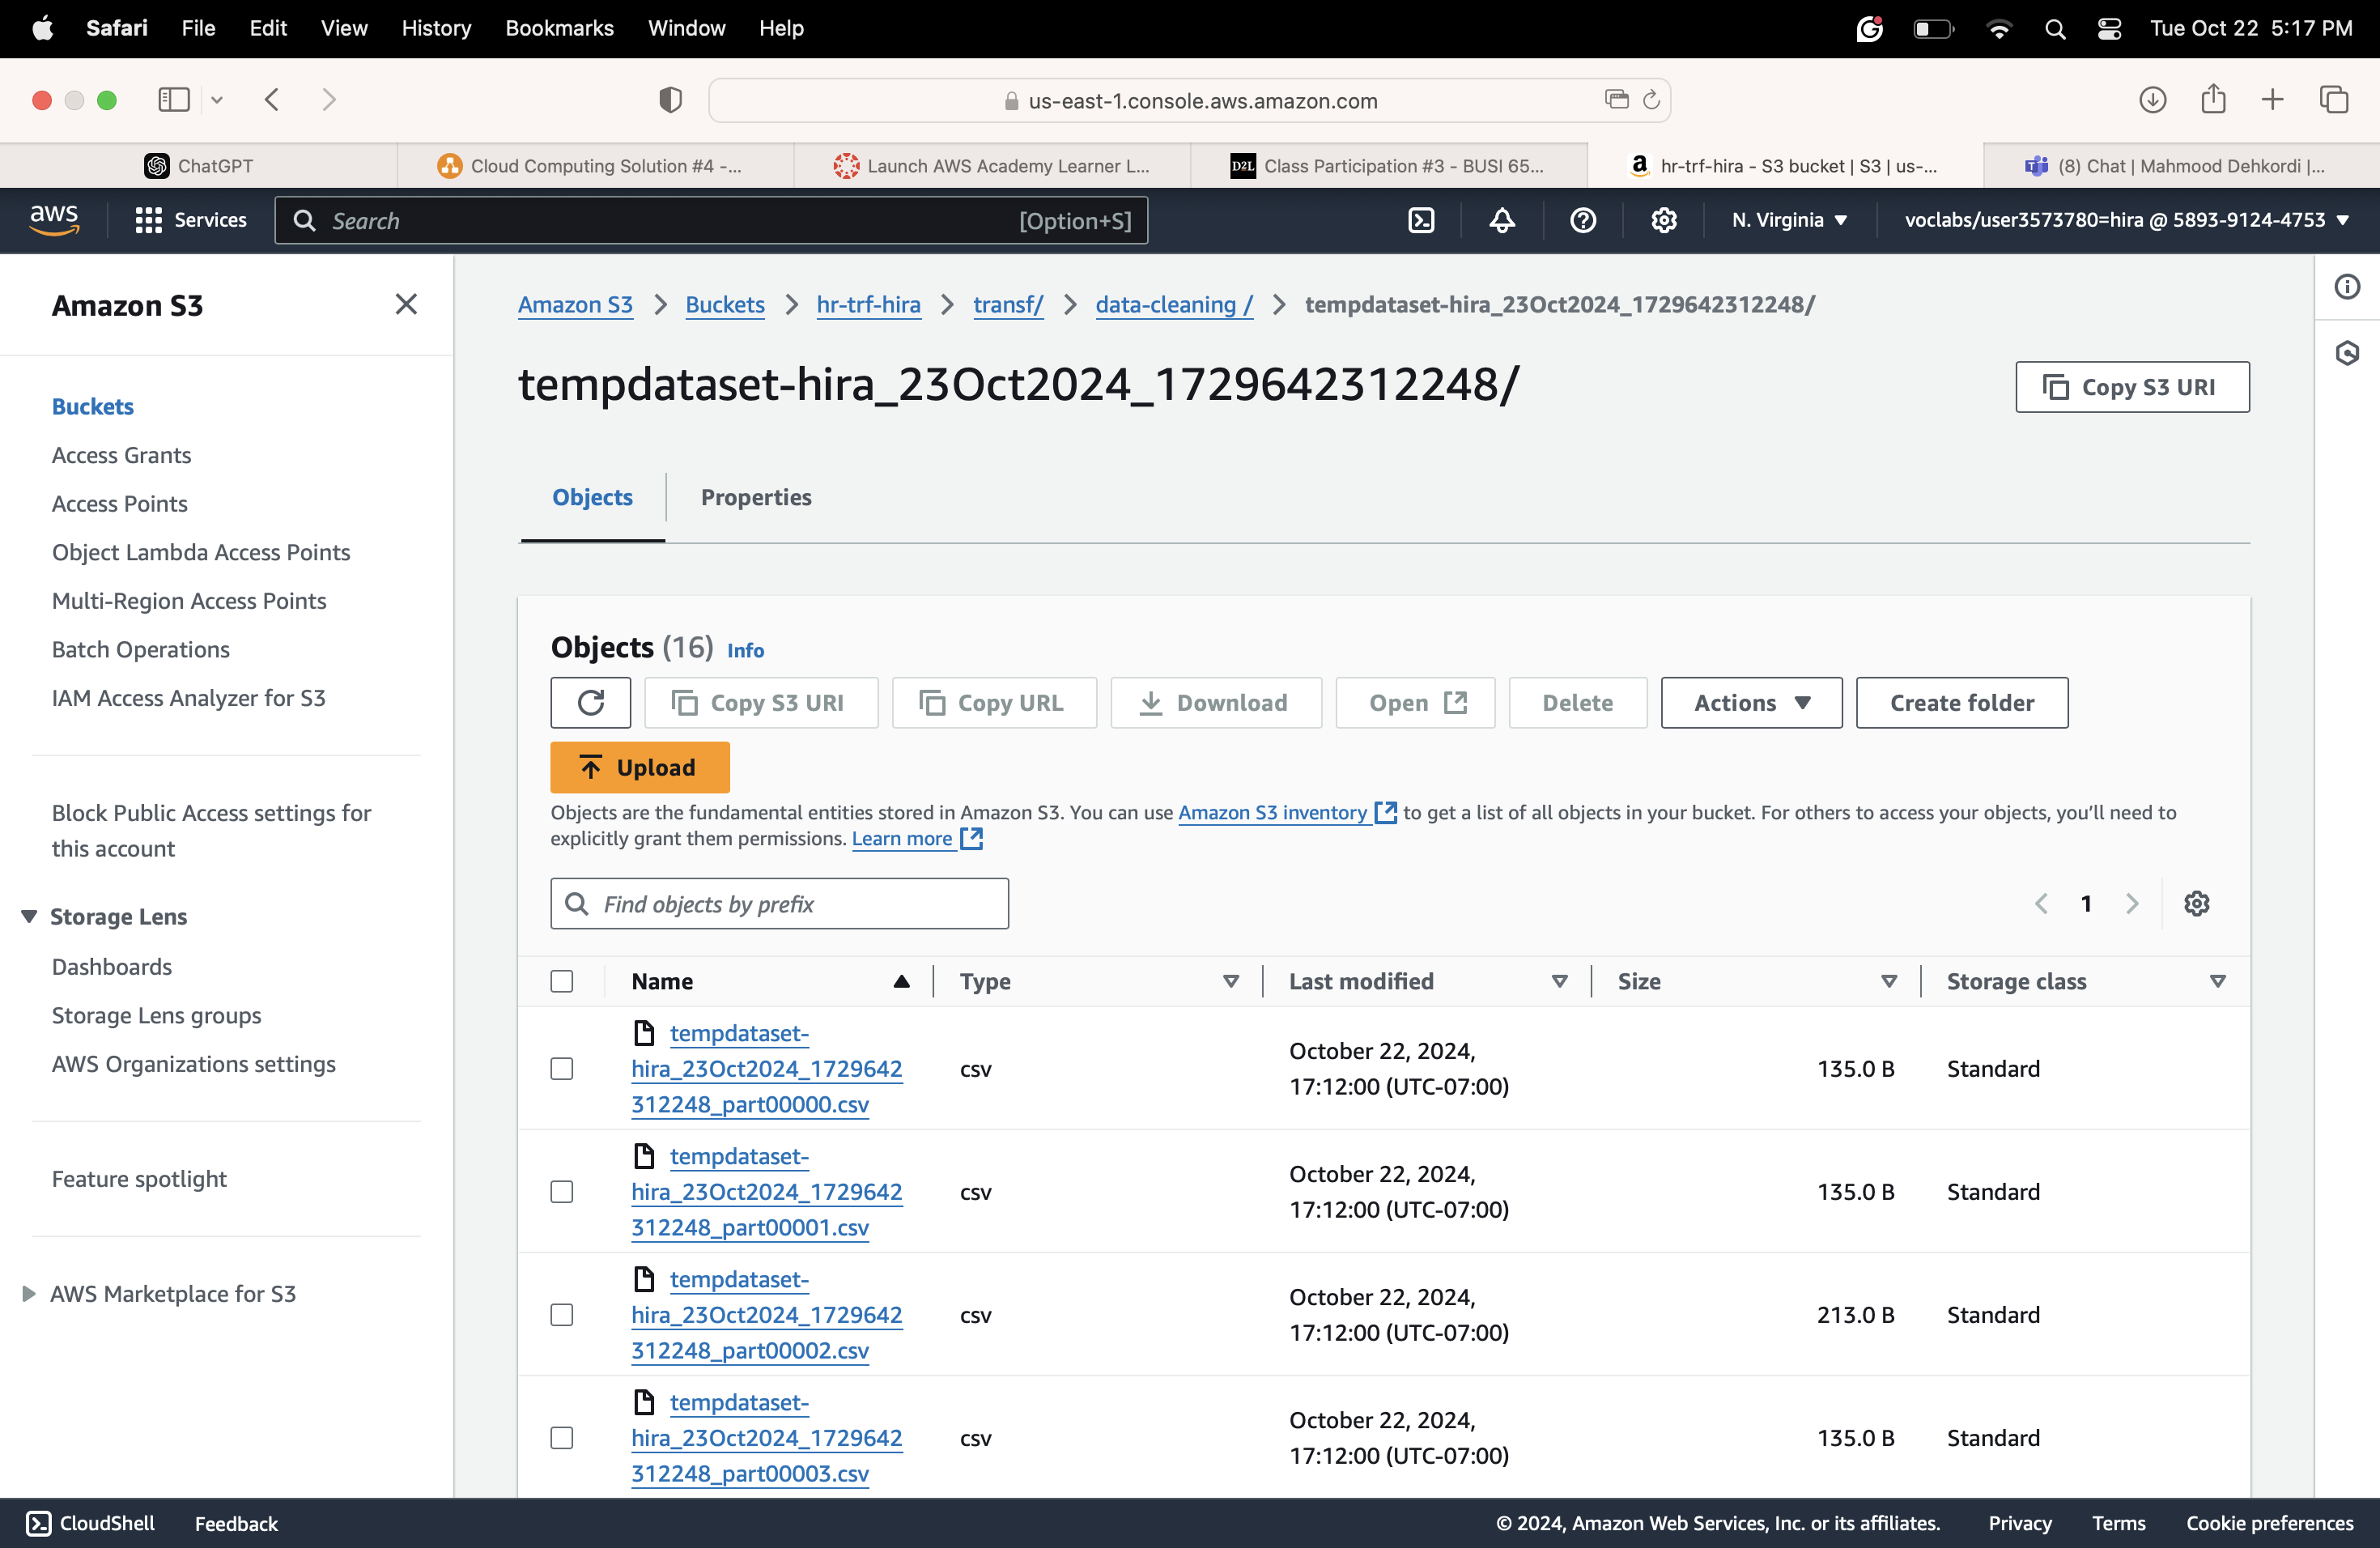 Safari File Edit View History Bookmarks Window Help Tue Oct 22 5:17 PM
us-east-1.console.aws.amazon.com
ChatGPT Cloud Computing Solution #4 -... Launch AWS Academy Learner L... D2L Class Participation #3 - BUSI 65... hr-trf-hira - S3 bucket | S3 | us-... (8) Chat | Mahmood Dehkordi |...
aws Services Search [Option+S] N. Virginia voclabs/user3573780=hira @ 5893-9124-4753
Amazon S3
Buckets
Access Grants
Access Points
Object Lambda Access Points
Multi-Region Access Points
Batch Operations
IAM Access Analyzer for S3
Block Public Access settings for
this account
Storage Lens
Dashboards
Storage Lens groups
AWS Organizations settings
Feature spotlight
AWS Marketplace for S3
Amazon S3 > Buckets > hr-trf-hira > transf/ > data-cleaning / > tempdataset-hira_23Oct2024_1729642312248/
tempdataset-hira_23Oct2024_1729642312248/
Copy S3 URI
Objects Properties
Objects (16) Info
Copy S3 URI Copy URL Download Open Delete Actions Create folder
Upload
Objects are the fundamental entities stored in Amazon S3. You can use Amazon S3 inventory to get a list of all objects in your bucket. For others to access your objects, you’ll need to
explicitly grant them permissions. Learn more
Find objects by prefix
1
Name Type Last modified Size Storage class
tempdataset-
hira_23Oct2024_1729642
312248_part00000.csv
csv
October 22, 2024,
17:12:00 (UTC-07:00)
135.0 B
Standard
tempdataset-
hira_23Oct2024_1729642
312248_part00001.csv
csv
October 22, 2024,
17:12:00 (UTC-07:00)
135.0 B
Standard
tempdataset-
hira_23Oct2024_1729642
312248_part00002.csv
csv
October 22, 2024,
17:12:00 (UTC-07:00)
213.0 B
Standard
tempdataset-
hira_23Oct2024_1729642
312248_part00003.csv
csv
October 22, 2024,
17:12:00 (UTC-07:00)
135.0 B
Standard
CloudShell Feedback © 2024, Amazon Web Services, Inc. or its affiliates. Privacy Terms Cookie preferences